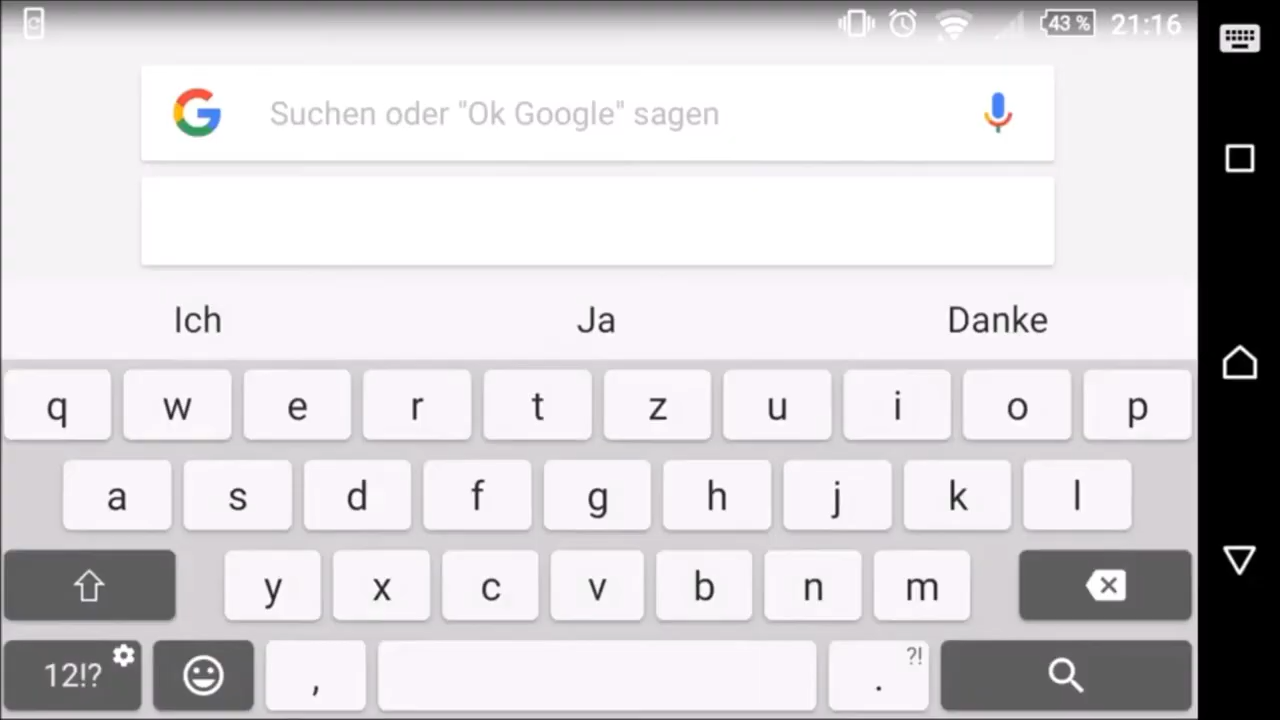 43 % 21:16
Suchen oder "Ok Google" sagen
Ich Ja Danke
q w e r t z u i o p
a s d f g h j k l
y x c v b n m
12!? , . ?!